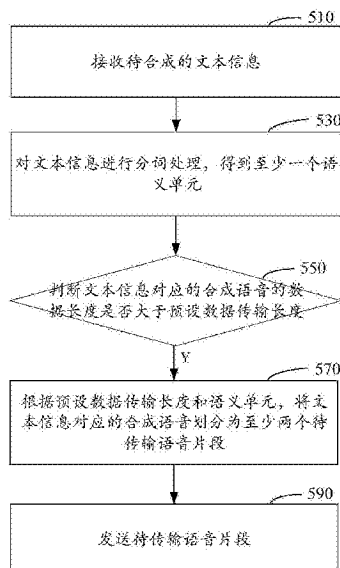 510
接收待合成的文本信息
530
对文本信息进行分词处理，得到至少一个语
义单元
550
判断文本信息对应的合成语音的数
据长度是否大于预设数据传输长度
Y
570
根据预设数据传输长度和语义单元，将文
本信息对应的合成语音划分为至少两个待
传输语音片段
590
发送待传输语音片段